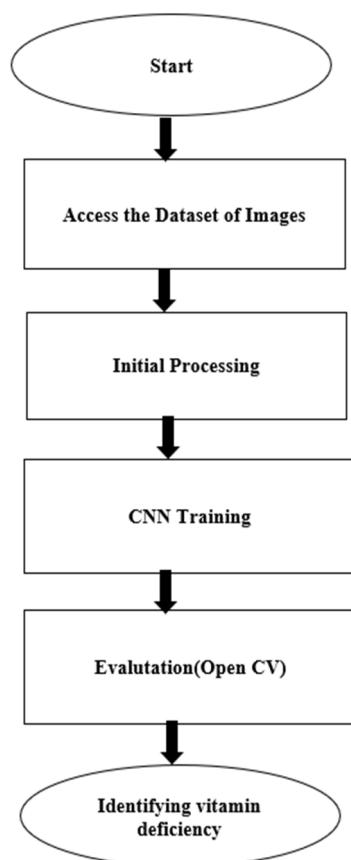 Start
Access the Dataset of Images
Initial Processing
CNN Training
Evalutation(Open CV)
Identifying vitamin
deficiency